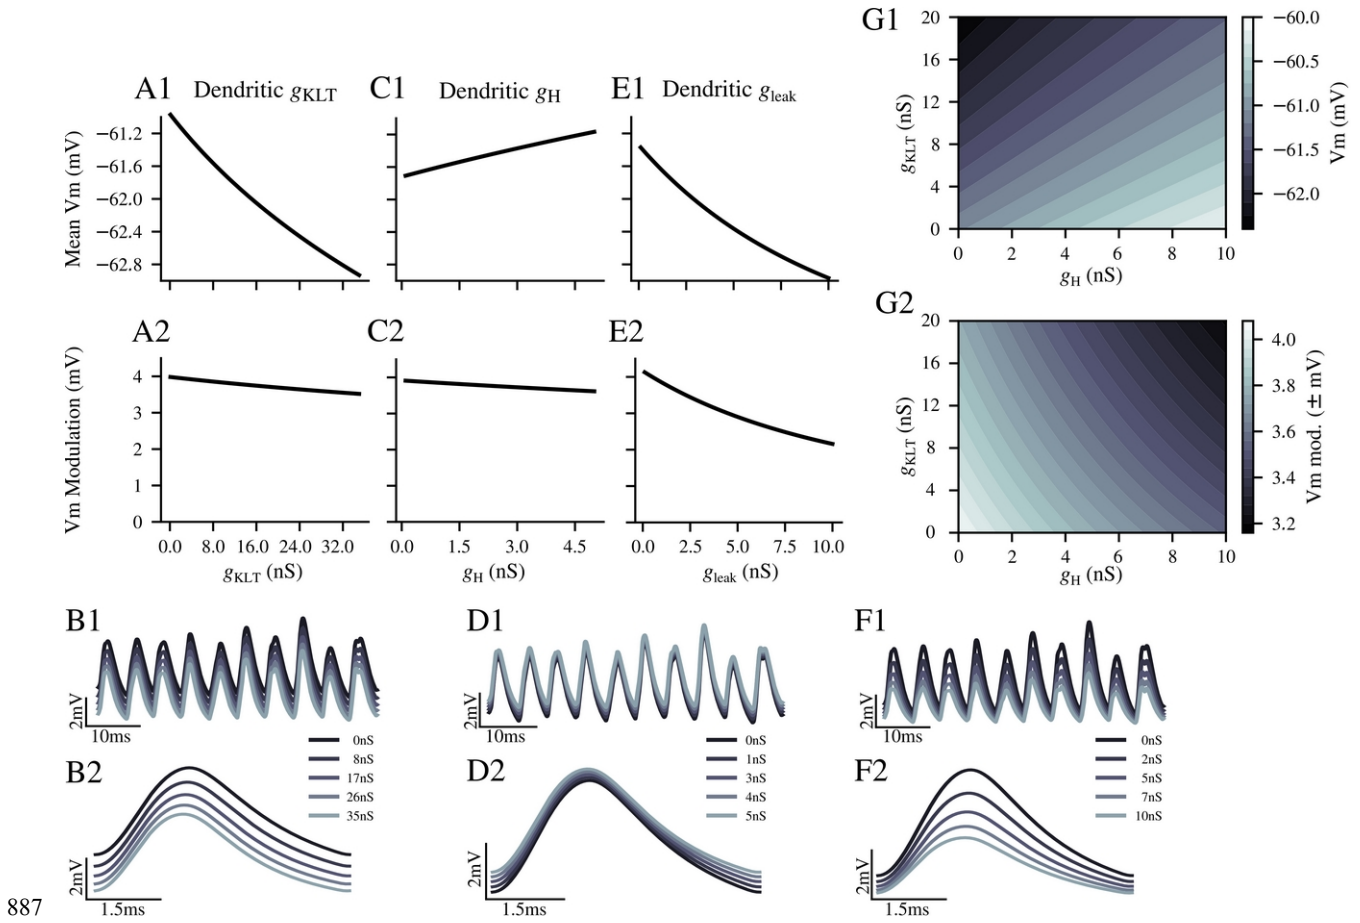 A1 Dendritic gKLT
Mean Vm (mV)
−61.2
−61.6
−62.0
−62.4
−62.8
C1 Dendritic gH
E1 Dendritic gleak
G1
20
16
12
8
4
0
gKLT (nS)
0 2 4 6 8 10
gH (nS)
−60.0
−60.5
−61.0
−61.5
−62.0
Vm (mV)
A2
Vm Modulation (mV)
4
3
2
1
0
0.0 8.0 16.0 24.0 32.0
gKLT (nS)
C2
0.0 1.5 3.0 4.5
gH (nS)
E2
0.0 2.5 5.0 7.5 10.0
gleak (nS)
G2
20
16
12
8
4
0
gKLT (nS)
0 2 4 6 8 10
gH (nS)
4.0
3.8
3.6
3.4
3.2
Vm mod. (± mV)
B1
2mV
10ms
0nS
8nS
17nS
26nS
35nS
B2
2mV
1.5ms
D1
2mV
10ms
0nS
1nS
3nS
4nS
5nS
D2
2mV
1.5ms
F1
2mV
10ms
0nS
2nS
5nS
7nS
10nS
F2
2mV
1.5ms
887